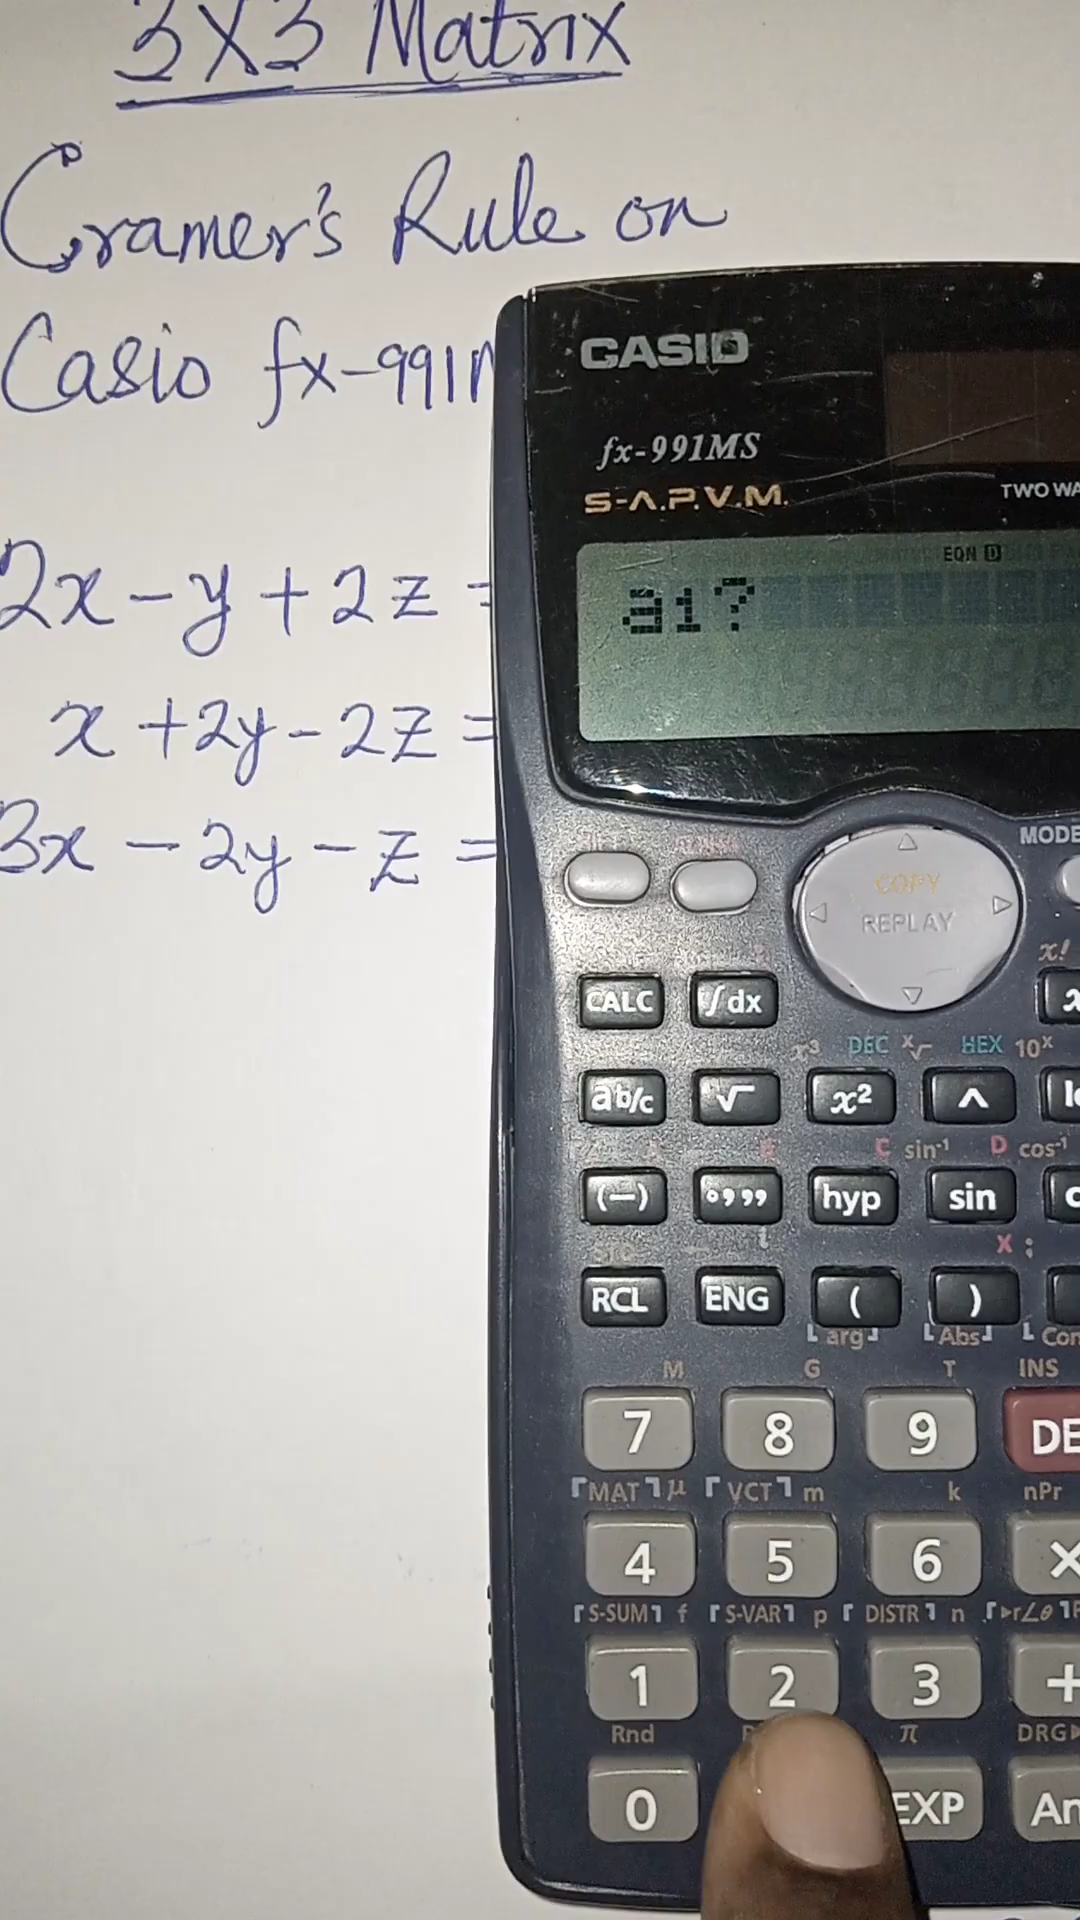 3X3 Matrix
Cramer's Rule on
Casio fx-991M
2x - y + 2z =
x + 2y - 2z =
3x - 2y - z =
CASIO
fx-991MS
S-A.P.V.M.
TWO WA
EQN D
a1?
MODE
COPY
REPLAY
x!
CALC ∫dx
x³ DEC ˣ√ HEX 10ˣ
ab/c √ x² ^ lo
A B C sin⁻¹ D cos⁻¹
(−) °,,, hyp sin c
i X ;
RCL ENG ( )
arg Abs Con
M G T INS
7 8 9 DE
MAT μ VCT m k nPr
4 5 6 ×
S-SUM f S-VAR p DISTR n ▸r∠θ P
1 2 3 +
Rnd π DRG▸
0 EXP An